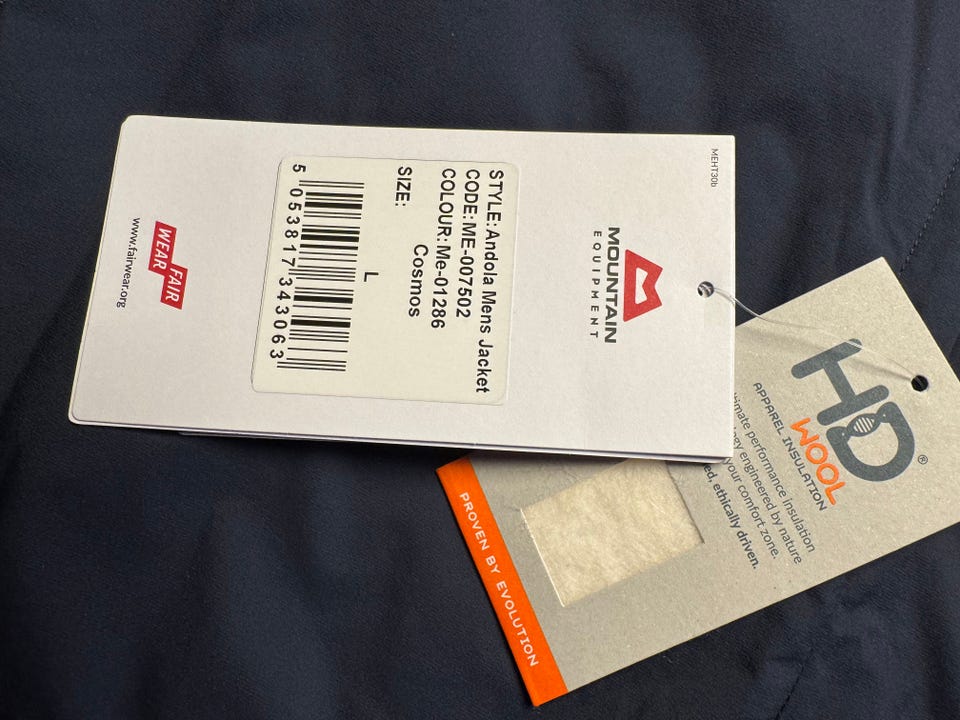 MEHT30b
MOUNTAIN
EQUIPMENT
STYLE: Andola Mens Jacket
CODE: ME-007502
COLOUR: Me-01286
Cosmos
SIZE:
L
5 053817 343063
FAIR
WEAR
www.fairwear.org
HD®
WOOL
APPAREL INSULATION
performance insulation
engineered by nature
your comfort zone.
ethically driven.
PROVEN BY EVOLUTION